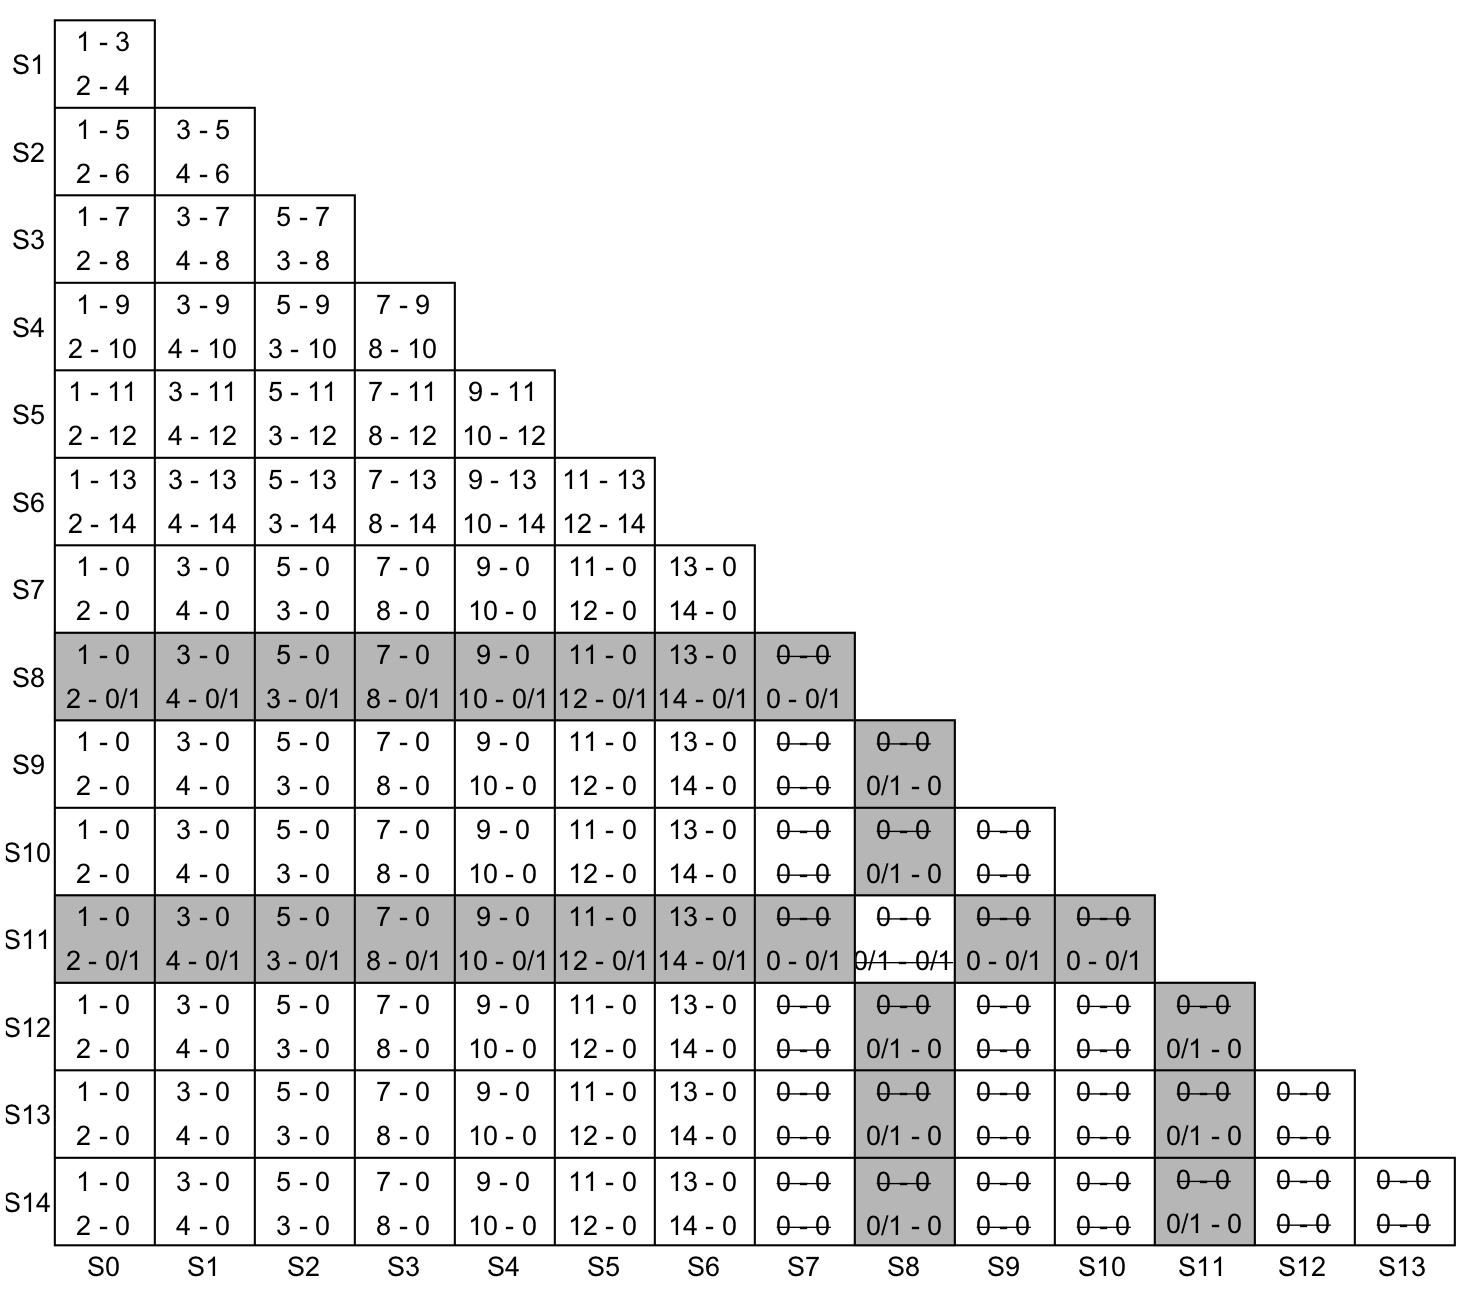 1 - 3
S1
2 - 4
1 - 5 3 - 5
S2
2 - 6 4 - 6
1 - 7 3 - 7 5 - 7
S3
2 - 8 4 - 8 3 - 8
1 - 9 3 - 9 5 - 9 7 - 9
S4
2 - 10 4 - 10 3 - 10 8 - 10
1 - 11 3 - 11 5 - 11 7 - 11 9 - 11
S5
2 - 12 4 - 12 3 - 12 8 - 12 10 - 12
1 - 13 3 - 13 5 - 13 7 - 13 9 - 13 11 - 13
S6
2 - 14 4 - 14 3 - 14 8 - 14 10 - 14 12 - 14
1 - 0 3 - 0 5 - 0 7 - 0 9 - 0 11 - 0 13 - 0
S7
2 - 0 4 - 0 3 - 0 8 - 0 10 - 0 12 - 0 14 - 0
1 - 0 3 - 0 5 - 0 7 - 0 9 - 0 11 - 0 13 - 0 0 - 0
S8
2 - 0/1 4 - 0/1 3 - 0/1 8 - 0/1 10 - 0/1 12 - 0/1 14 - 0/1 0 - 0/1
1 - 0 3 - 0 5 - 0 7 - 0 9 - 0 11 - 0 13 - 0 0 - 0 0 - 0
S9
2 - 0 4 - 0 3 - 0 8 - 0 10 - 0 12 - 0 14 - 0 0 - 0 0/1 - 0
1 - 0 3 - 0 5 - 0 7 - 0 9 - 0 11 - 0 13 - 0 0 - 0 0 - 0 0 - 0
S10
2 - 0 4 - 0 3 - 0 8 - 0 10 - 0 12 - 0 14 - 0 0 - 0 0/1 - 0 0 - 0
1 - 0 3 - 0 5 - 0 7 - 0 9 - 0 11 - 0 13 - 0 0 - 0 0 - 0 0 - 0 0 - 0
S11
2 - 0/1 4 - 0/1 3 - 0/1 8 - 0/1 10 - 0/1 12 - 0/1 14 - 0/1 0 - 0/1 0/1 - 0/1 0 - 0/1 0 - 0/1
1 - 0 3 - 0 5 - 0 7 - 0 9 - 0 11 - 0 13 - 0 0 - 0 0 - 0 0 - 0 0 - 0 0 - 0
S12
2 - 0 4 - 0 3 - 0 8 - 0 10 - 0 12 - 0 14 - 0 0 - 0 0/1 - 0 0 - 0 0 - 0 0/1 - 0
1 - 0 3 - 0 5 - 0 7 - 0 9 - 0 11 - 0 13 - 0 0 - 0 0 - 0 0 - 0 0 - 0 0 - 0 0 - 0
S13
2 - 0 4 - 0 3 - 0 8 - 0 10 - 0 12 - 0 14 - 0 0 - 0 0/1 - 0 0 - 0 0 - 0 0/1 - 0 0 - 0
1 - 0 3 - 0 5 - 0 7 - 0 9 - 0 11 - 0 13 - 0 0 - 0 0 - 0 0 - 0 0 - 0 0 - 0 0 - 0 0 - 0
S14
2 - 0 4 - 0 3 - 0 8 - 0 10 - 0 12 - 0 14 - 0 0 - 0 0/1 - 0 0 - 0 0 - 0 0/1 - 0 0 - 0 0 - 0
S0 S1 S2 S3 S4 S5 S6 S7 S8 S9 S10 S11 S12 S13